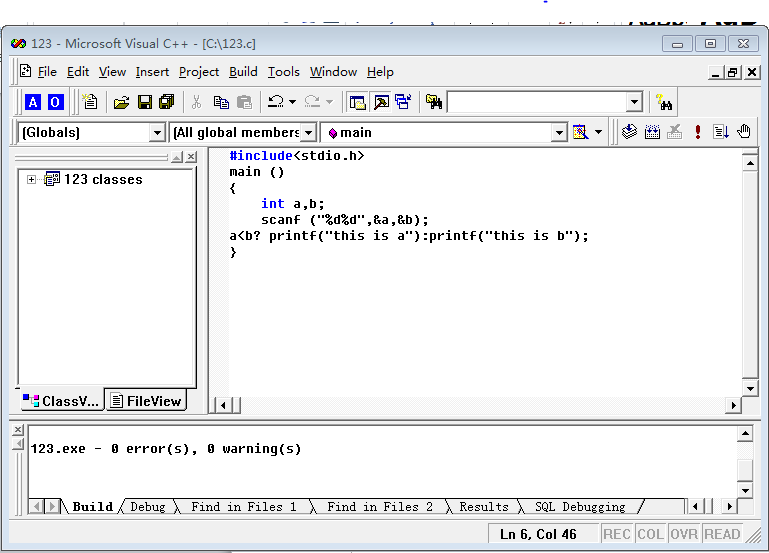 123 - Microsoft Visual C++ - [C:\123.c]
File Edit View Insert Project Build Tools Window Help
A O
(Globals) (All global members main
123 classes
#include<stdio.h>
main ()
{
int a,b;
scanf ("%d%d",&a,&b);
a<b? printf("this is a"):printf("this is b");
}
ClassV... FileView
123.exe - 0 error(s), 0 warning(s)
Build Debug Find in Files 1 Find in Files 2 Results SQL Debugging
Ln 6, Col 46 REC COL OVR READ